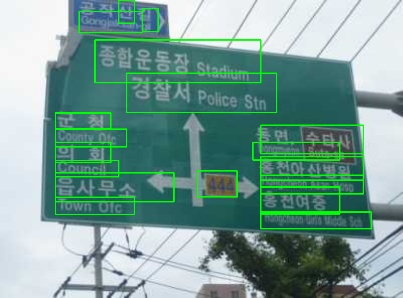 공작산길
Gongjaksan-gil
종합운동장 Stadium
경찰서 Police Stn
군 청
County Ofc
의 회
Council
읍사무소
Town Ofc
444
동면, 수타사
홍천아산병원
홍천여중
Hongcheon Girls Middle Sch